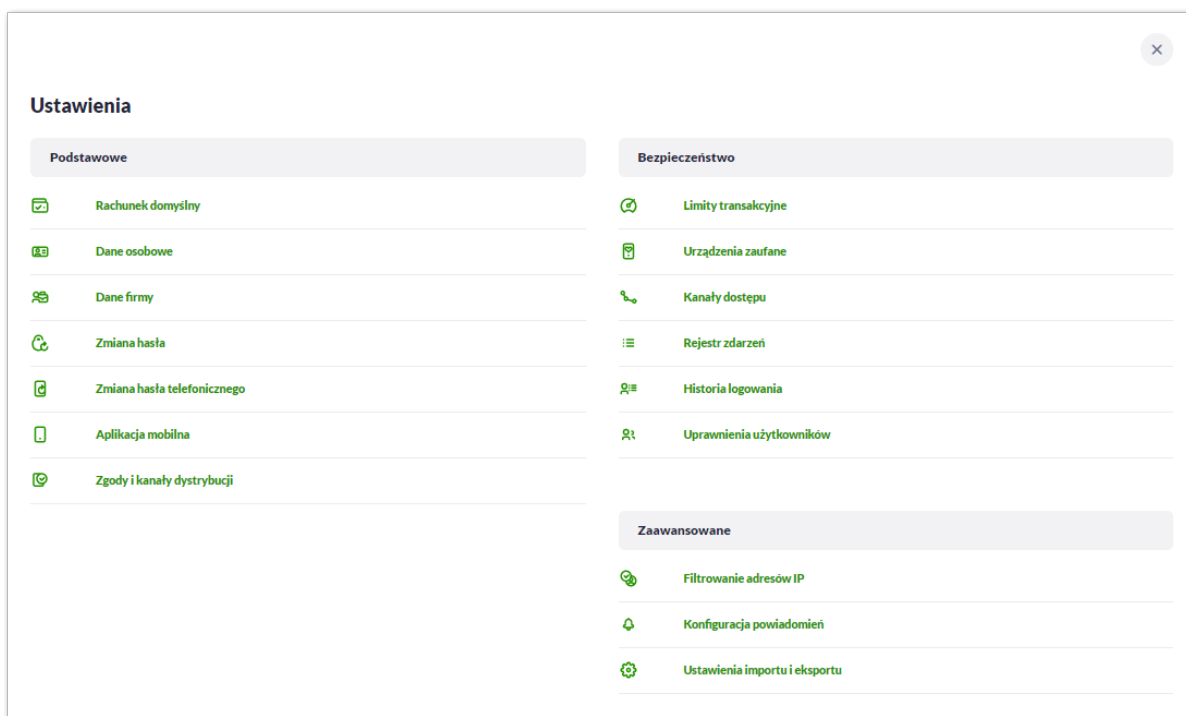 Ustawienia
Podstawowe
Rachunek domyślny
Dane osobowe
Dane firmy
Zmiana hasła
Zmiana hasła telefonicznego
Aplikacja mobilna
Zgody i kanały dystrybucji
Bezpieczeństwo
Limity transakcyjne
Urządzenia zaufane
Kanały dostępu
Rejestr zdarzeń
Historia logowania
Uprawnienia użytkowników
Zaawansowane
Filtrowanie adresów IP
Konfiguracja powiadomień
Ustawienia importu i eksportu